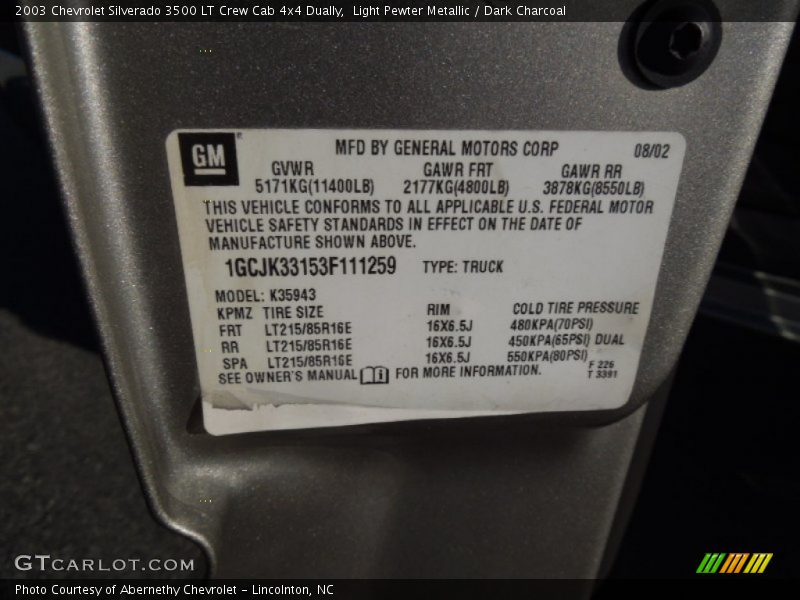 2003 Chevrolet Silverado 3500 LT Crew Cab 4x4 Dually,  Light Pewter Metallic / Dark Charcoal
GM
MFD BY GENERAL MOTORS CORP 08/02
GVWR GAWR FRT GAWR RR
5171KG(11400LB) 2177KG(4800LB) 3878KG(8550LB)
THIS VEHICLE CONFORMS TO ALL APPLICABLE U.S. FEDERAL MOTOR
VEHICLE SAFETY STANDARDS IN EFFECT ON THE DATE OF
MANUFACTURE SHOWN ABOVE.
1GCJK33153F111259 TYPE: TRUCK
MODEL: K35943
KPMZ TIRE SIZE RIM COLD TIRE PRESSURE
FRT LT215/85R16E 16X6.5J 480KPA(70PSI)
RR LT215/85R16E 16X6.5J 450KPA(65PSI) DUAL
SPA LT215/85R16E 16X6.5J 550KPA(80PSI)
SEE OWNER'S MANUAL FOR MORE INFORMATION.
F 226
T 3391
GTCARLOT.COM
Photo Courtesy of Abernethy Chevrolet – Lincolnton, NC